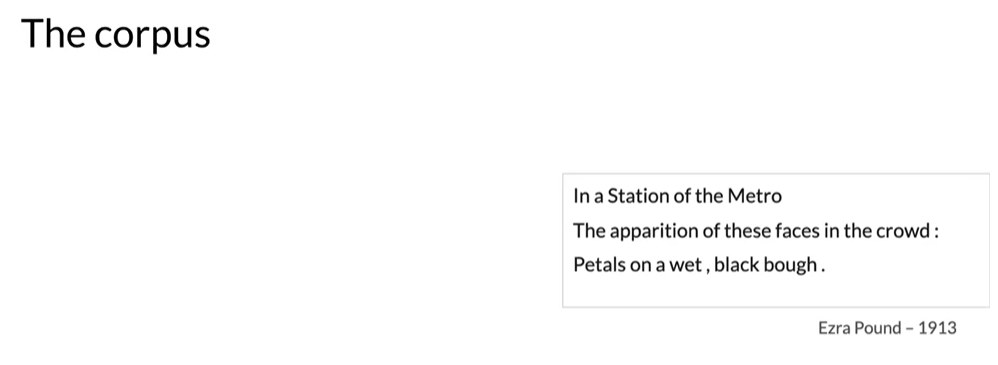 The corpus
In a Station of the Metro
The apparition of these faces in the crowd :
Petals on a wet , black bough .
Ezra Pound – 1913